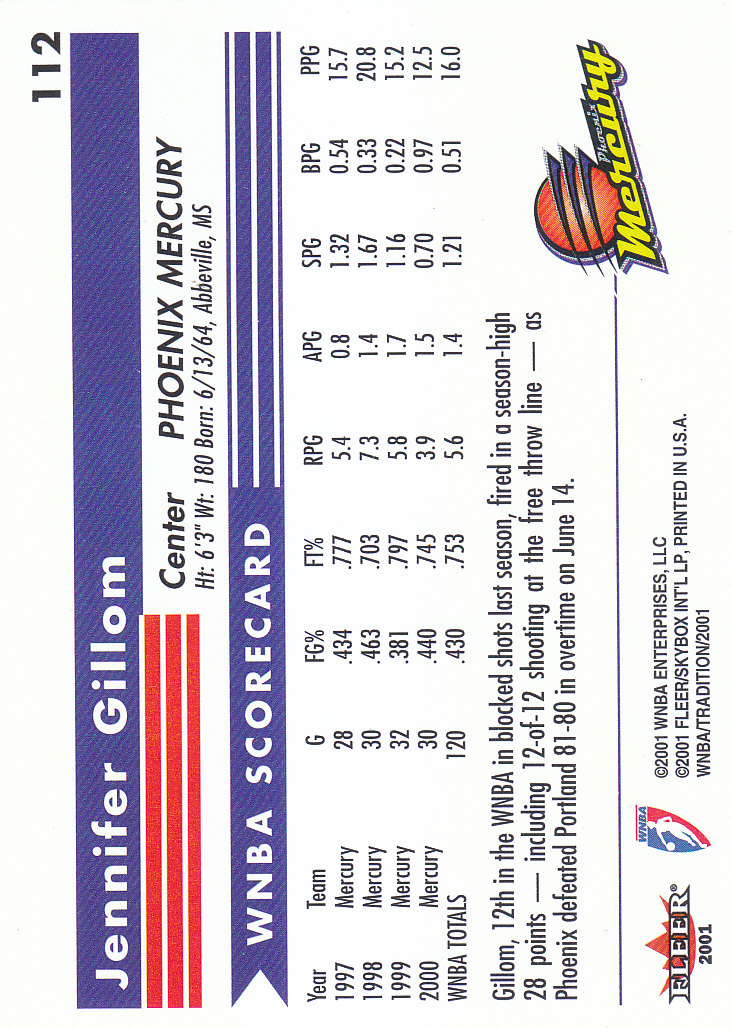 112
Jennifer Gillom
Center PHOENIX MERCURY
Ht: 6'3" Wt: 180 Born: 6/13/64, Abbeville, MS
WNBA SCORECARD
Year Team G FG% FT% RPG APG SPG BPG PPG
1997 Mercury 28 .434 .777 5.4 0.8 1.32 0.54 15.7
1998 Mercury 30 .463 .703 7.3 1.4 1.67 0.33 20.8
1999 Mercury 32 .381 .797 5.8 1.7 1.16 0.22 15.2
2000 Mercury 30 .440 .745 3.9 1.5 0.70 0.97 12.5
WNBA TOTALS 120 .430 .753 5.6 1.4 1.21 0.51 16.0
Gillom, 12th in the WNBA in blocked shots last season, fired in a season-high
28 points — including 12-of-12 shooting at the free throw line — as
Phoenix defeated Portland 81-80 in overtime on June 14.
Phoenix
Mercury
FLEER®
2001
WNBA
©2001 WNBA ENTERPRISES, LLC
©2001 FLEER/SKYBOX INT'L LP, PRINTED IN U.S.A.
WNBA/TRADITION/2001